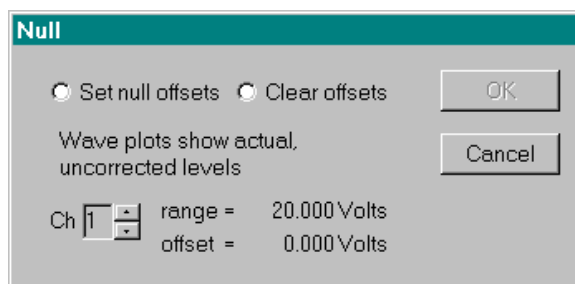 Null
Set null offsets Clear offsets OK
Wave plots show actual,
uncorrected levels
Cancel
Ch 1 range = 20.000 Volts
offset = 0.000 Volts